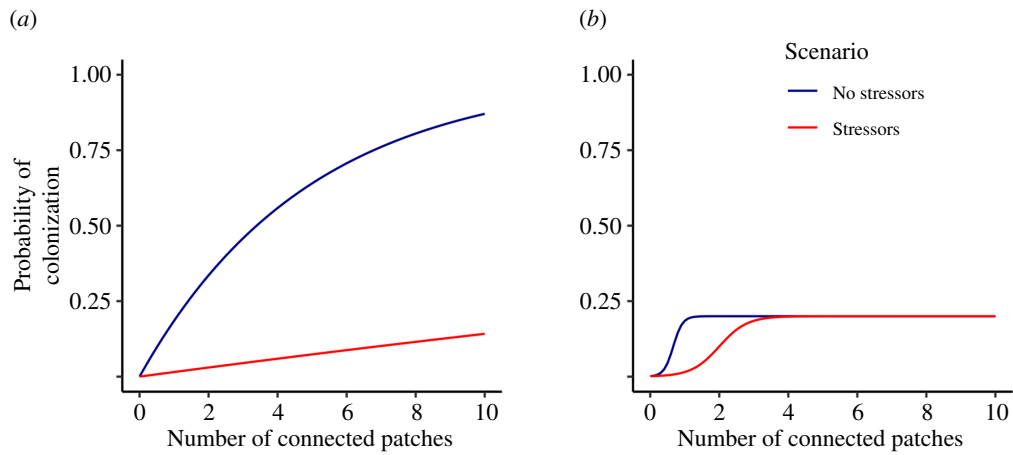 (a)
1.00
0.75
0.50
0.25
Probability of
colonization
0 2 4 6 8 10
Number of connected patches
(b)
Scenario
No stressors
Stressors
1.00
0.75
0.50
0.25
0 2 4 6 8 10
Number of connected patches